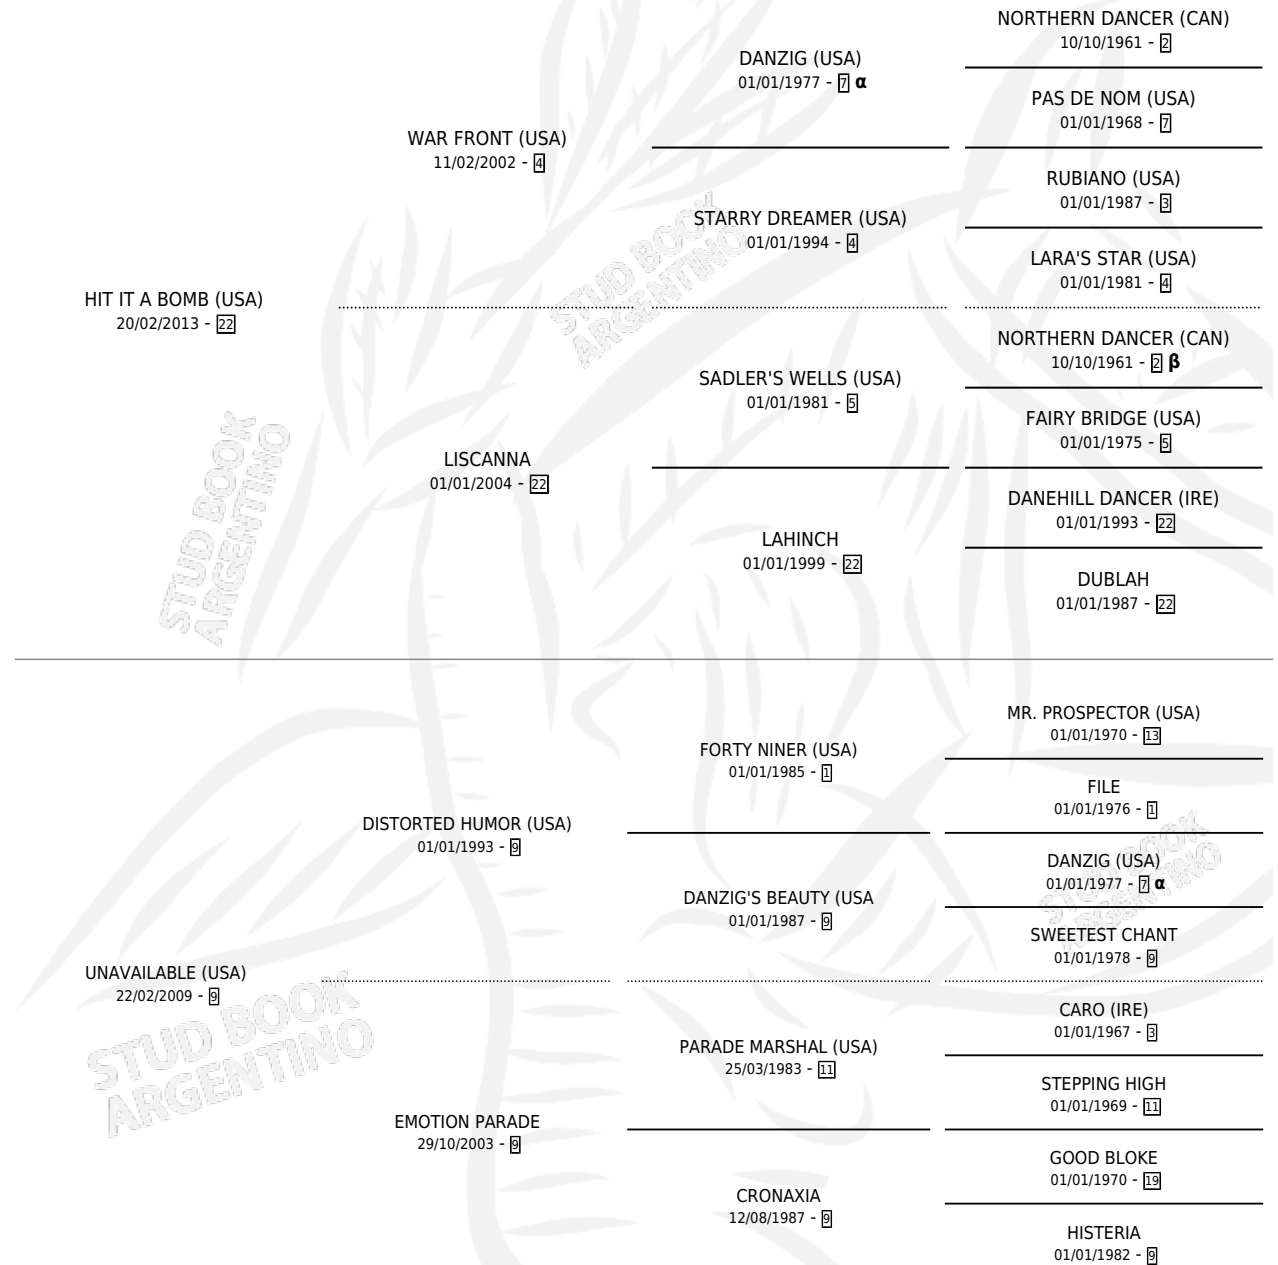 NORTHERN DANCER (CAN)
10/10/1961 - 2
DANZIG (USA)
01/01/1977 - 7 α
PAS DE NOM (USA)
01/01/1968 - 7
WAR FRONT (USA)
11/02/2002 - 4
RUBIANO (USA)
01/01/1987 - 3
STARRY DREAMER (USA)
01/01/1994 - 4
LARA'S STAR (USA)
01/01/1981 - 4
HIT IT A BOMB (USA)
20/02/2013 - 22
NORTHERN DANCER (CAN)
10/10/1961 - 2 β
SADLER'S WELLS (USA)
01/01/1981 - 5
FAIRY BRIDGE (USA)
01/01/1975 - 5
LISCANNA
01/01/2004 - 22
DANEHILL DANCER (IRE)
01/01/1993 - 22
LAHINCH
01/01/1999 - 22
DUBLAH
01/01/1987 - 22
MR. PROSPECTOR (USA)
01/01/1970 - 13
FORTY NINER (USA)
01/01/1985 - 1
FILE
01/01/1976 - 1
DISTORTED HUMOR (USA)
01/01/1993 - 9
DANZIG (USA)
01/01/1977 - 7 α
DANZIG'S BEAUTY (USA
01/01/1987 - 9
SWEETEST CHANT
01/01/1978 - 9
UNAVAILABLE (USA)
22/02/2009 - 9
CARO (IRE)
01/01/1967 - 3
PARADE MARSHAL (USA)
25/03/1983 - 11
STEPPING HIGH
01/01/1969 - 11
EMOTION PARADE
29/10/2003 - 9
GOOD BLOKE
01/01/1970 - 19
CRONAXIA
12/08/1987 - 9
HISTERIA
01/01/1982 - 9
STUD BOOK
ARGENTINO
STUD BOOK
ARGENTINO
STUD BOOK
ARGENTINO
STUD BOOK
ARGENTINO